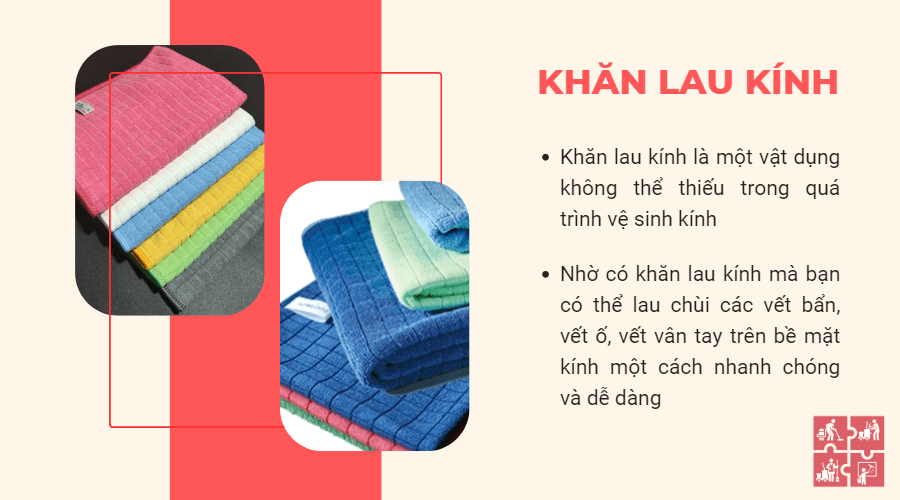 KHĂN LAU KÍNH
Khăn lau kính là một vật dụng
không thể thiếu trong quá
trình vệ sinh kính
Nhờ có khăn lau kính mà bạn
có thể lau chùi các vết bẩn,
vết ố, vết vân tay trên bề mặt
kính một cách nhanh chóng
và dễ dàng